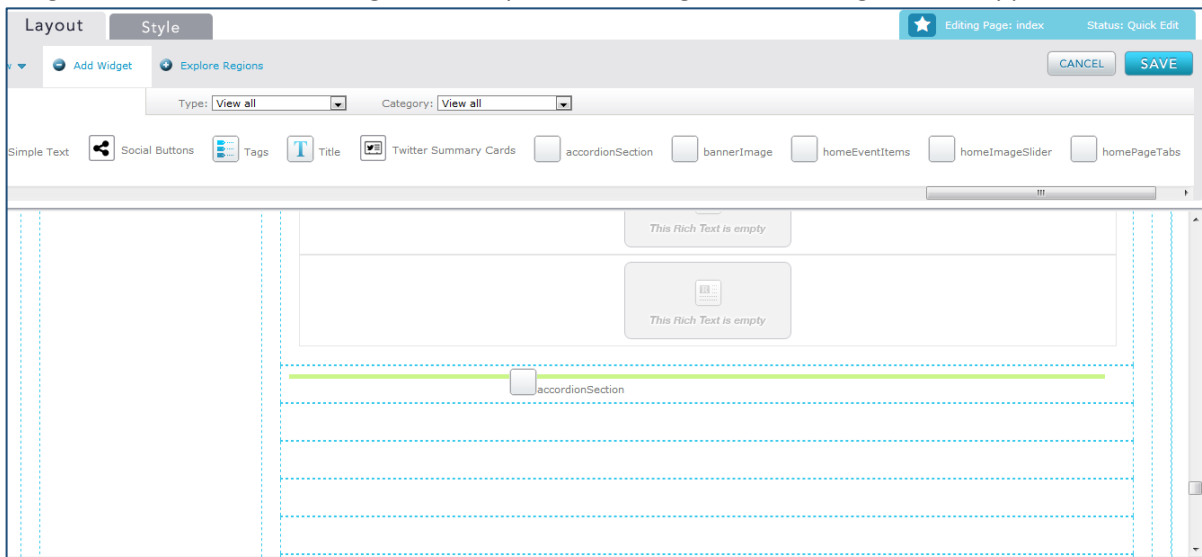 Layout Style Editing Page: index Status: Quick Edit
Add Widget Explore Regions CANCEL SAVE
Type: View all Category: View all
Simple Text Social Buttons Tags Title Twitter Summary Cards accordionSection bannerImage homeEventItems homeImageSlider homePageTabs
This Rich Text is empty
This Rich Text is empty
accordionSection